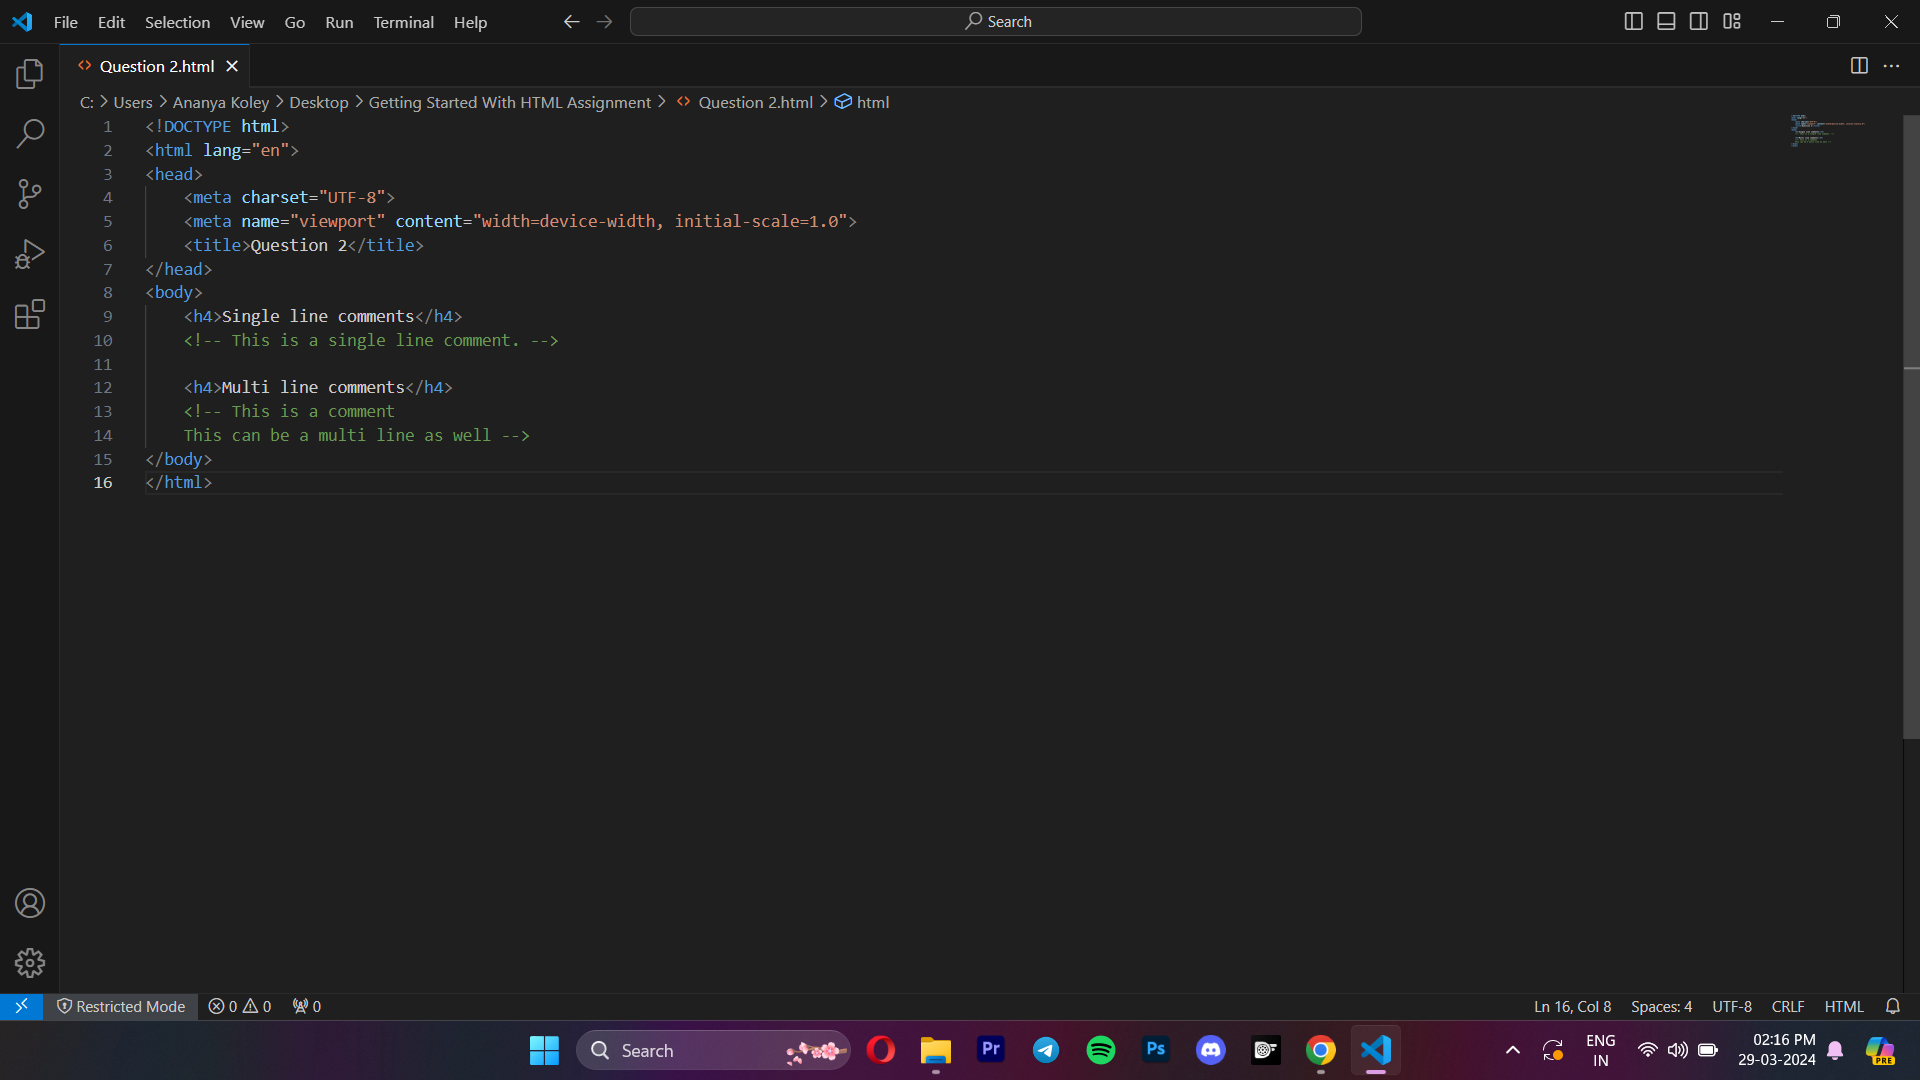 File Edit Selection View Go Run Terminal Help Search
Question 2.html
C: > Users > Ananya Koley > Desktop > Getting Started With HTML Assignment > Question 2.html > html
1 <!DOCTYPE html>
2 <html lang="en">
3 <head>
4 <meta charset="UTF-8">
5 <meta name="viewport" content="width=device-width, initial-scale=1.0">
6 <title>Question 2</title>
7 </head>
8 <body>
9 <h4>Single line comments</h4>
10 <!-- This is a single line comment. -->
11
12 <h4>Multi line comments</h4>
13 <!-- This is a comment
14 This can be a multi line as well -->
15 </body>
16 </html>
Restricted Mode 0 0 0 Ln 16, Col 8 Spaces: 4 UTF-8 CRLF HTML
Search Pr Ps ENG 02:16 PM
IN 29-03-2024 PRE